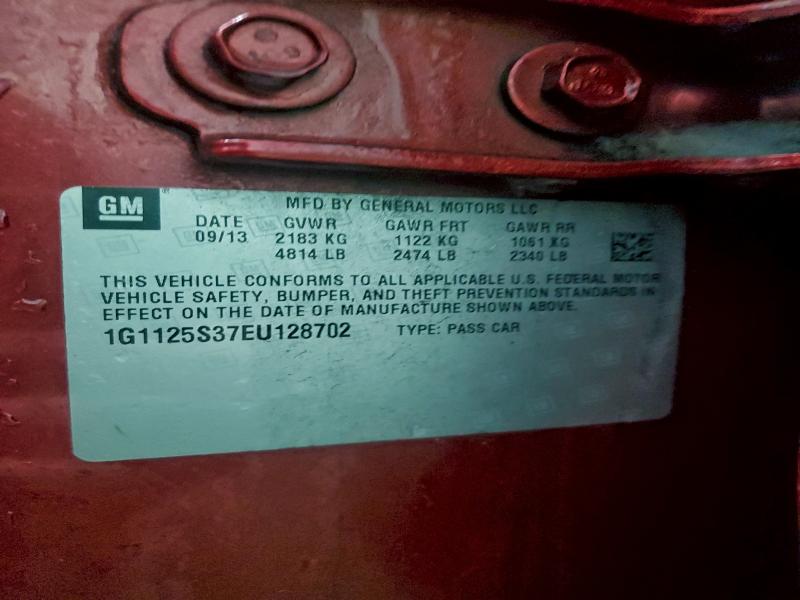 GM
MFD BY GENERAL MOTORS LLC
DATE GVWR GAWR FRT GAWR RR
09/13 2183 KG 1122 KG 1061 KG
4814 LB 2474 LB 2340 LB
THIS VEHICLE CONFORMS TO ALL APPLICABLE U.S. FEDERAL MOTOR
VEHICLE SAFETY, BUMPER, AND THEFT PREVENTION STANDARDS IN
EFFECT ON THE DATE OF MANUFACTURE SHOWN ABOVE.
1G1125S37EU128702 TYPE: PASS CAR